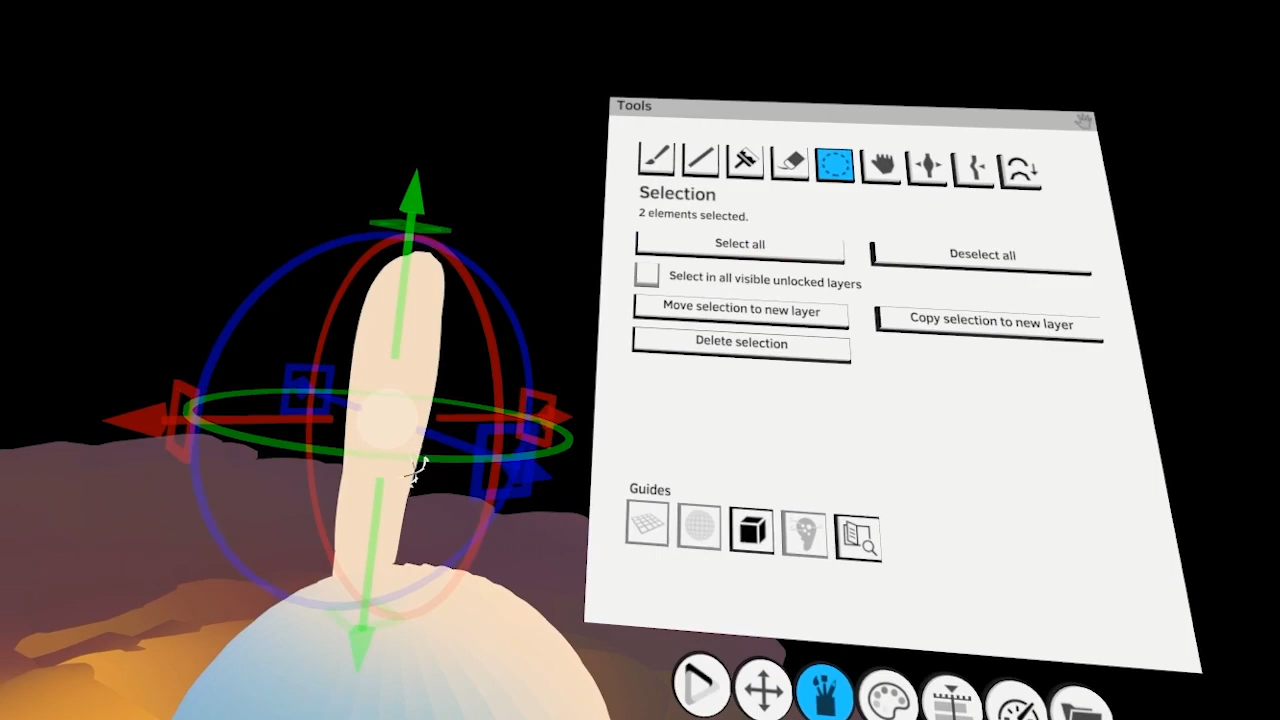 Tools
Selection
2 elements selected.
Select all
Deselect all
Select in all visible unlocked layers
Move selection to new layer
Copy selection to new layer
Delete selection
Guides